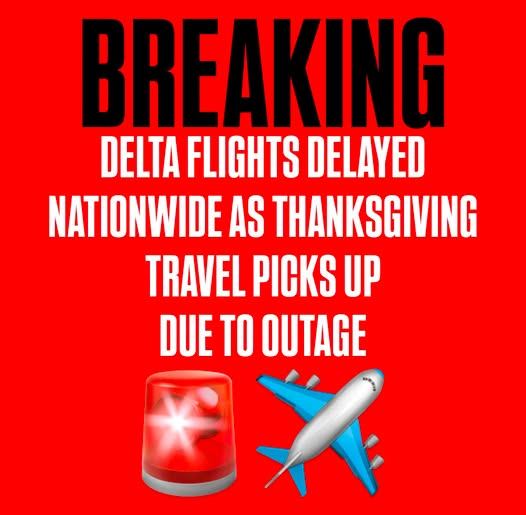 BREAKING
DELTA FLIGHTS DELAYED
NATIONWIDE AS THANKSGIVING
TRAVEL PICKS UP
DUE TO OUTAGE